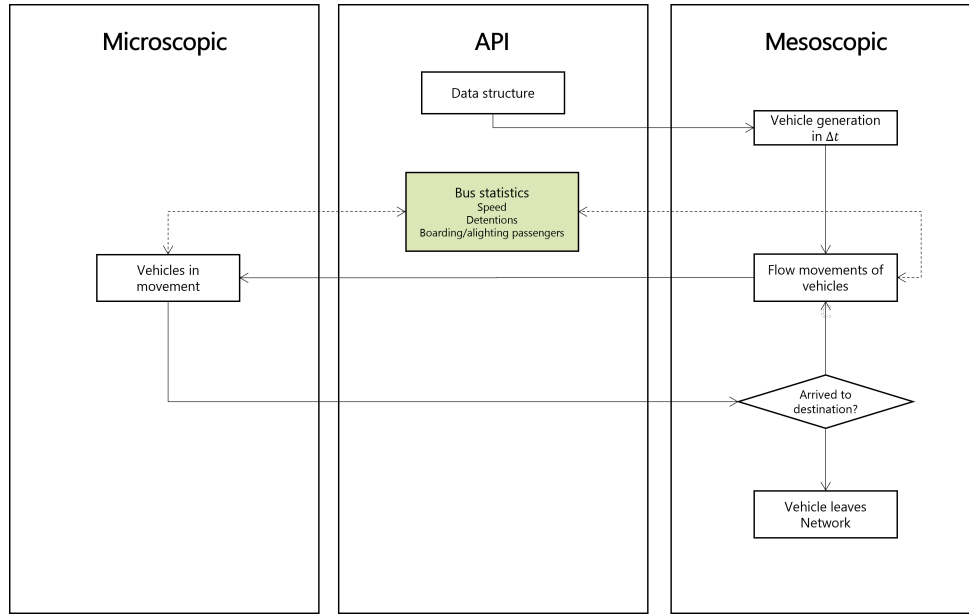 Microscopic
API
Mesoscopic
Data structure
Vehicle generation
in Δt
Bus statistics
Speed
Detentions
Boarding/alighting passengers
Vehicles in
movement
Flow movements of
vehicles
Arrived to
destination?
Vehicle leaves
Network